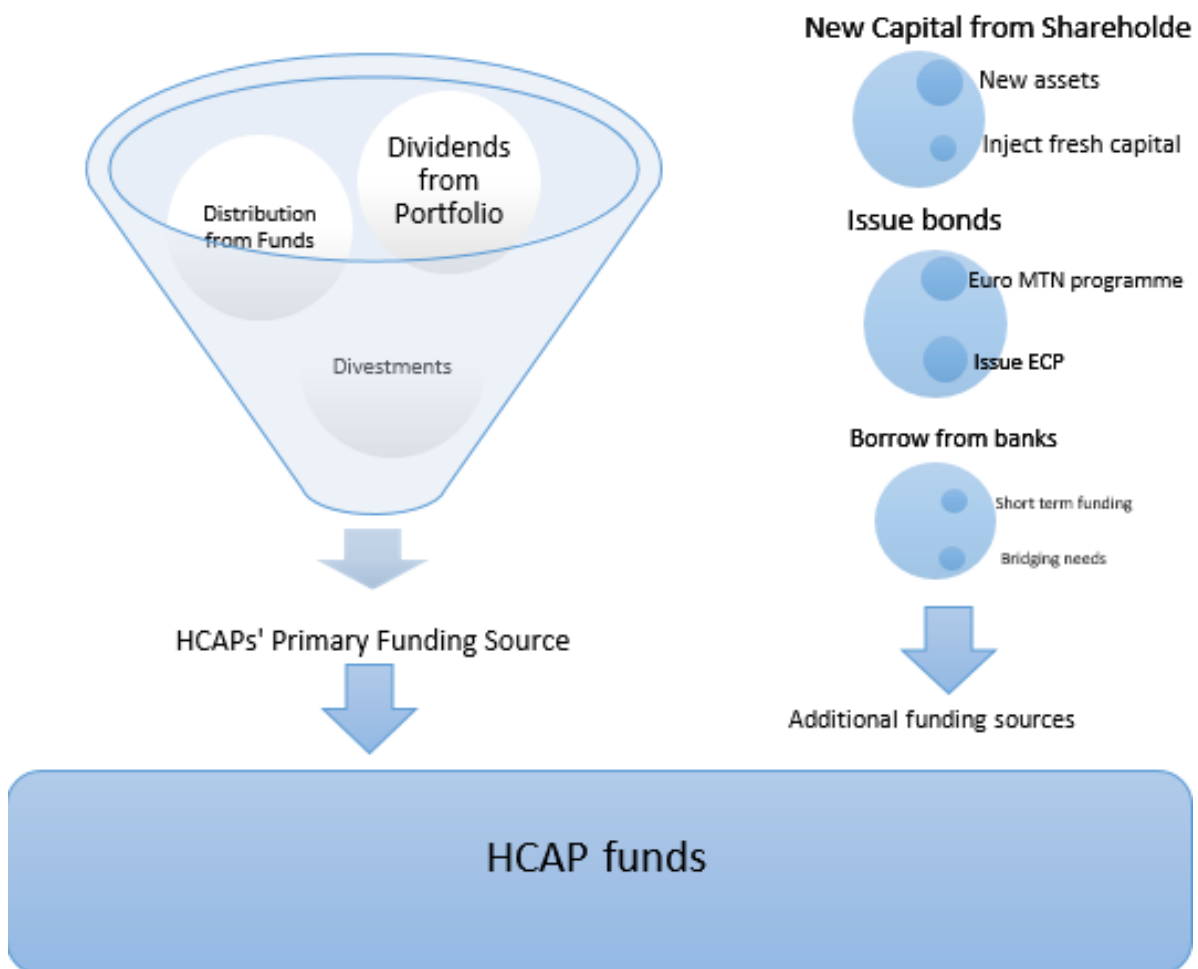 New Capital from Shareholde
New assets
Inject fresh capital
Dividends
from
Portfolio
Distribution
from Funds
Divestments
Issue bonds
Euro MTN programme
Issue ECP
Borrow from banks
Short term funding
Bridging needs
HCAPs' Primary Funding Source
Additional funding sources
HCAP funds